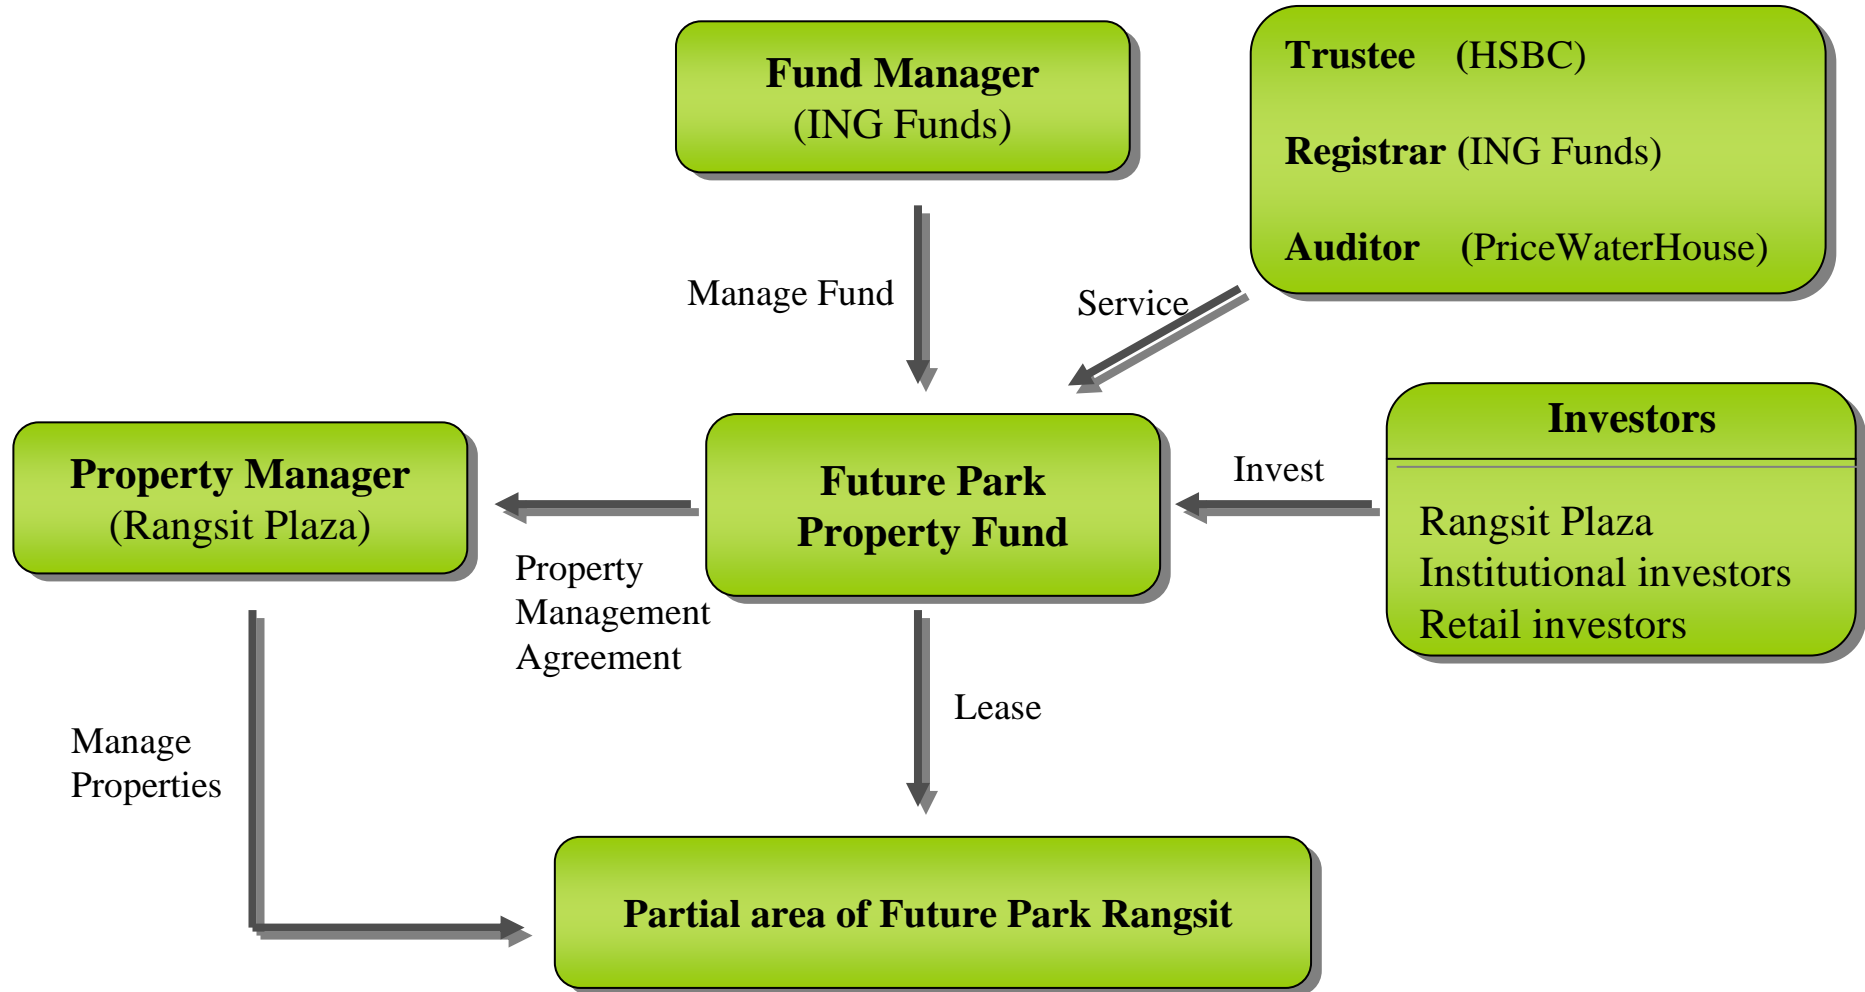 Fund Manager
(ING Funds)
Trustee (HSBC)
Registrar (ING Funds)
Auditor (PriceWaterHouse)
Manage Fund
Service
Property Manager
(Rangsit Plaza)
Future Park
Property Fund
Invest
Investors
Rangsit Plaza
Institutional investors
Retail investors
Property
Management
Agreement
Lease
Manage
Properties
Partial area of Future Park Rangsit